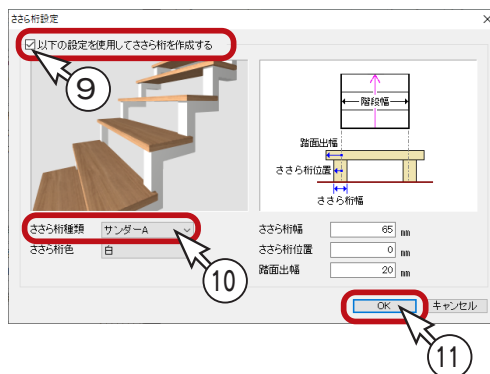 ささら桁設定
以下の設定を使用してささら桁を作成する
⑨
階段幅
踏面出幅
ささら桁位置
ささら桁幅
ささら桁種類 サンダーA
ささら桁色 白
⑩
ささら桁幅 65 mm
ささら桁位置 0 mm
踏面出幅 20 mm
OK キャンセル
⑪